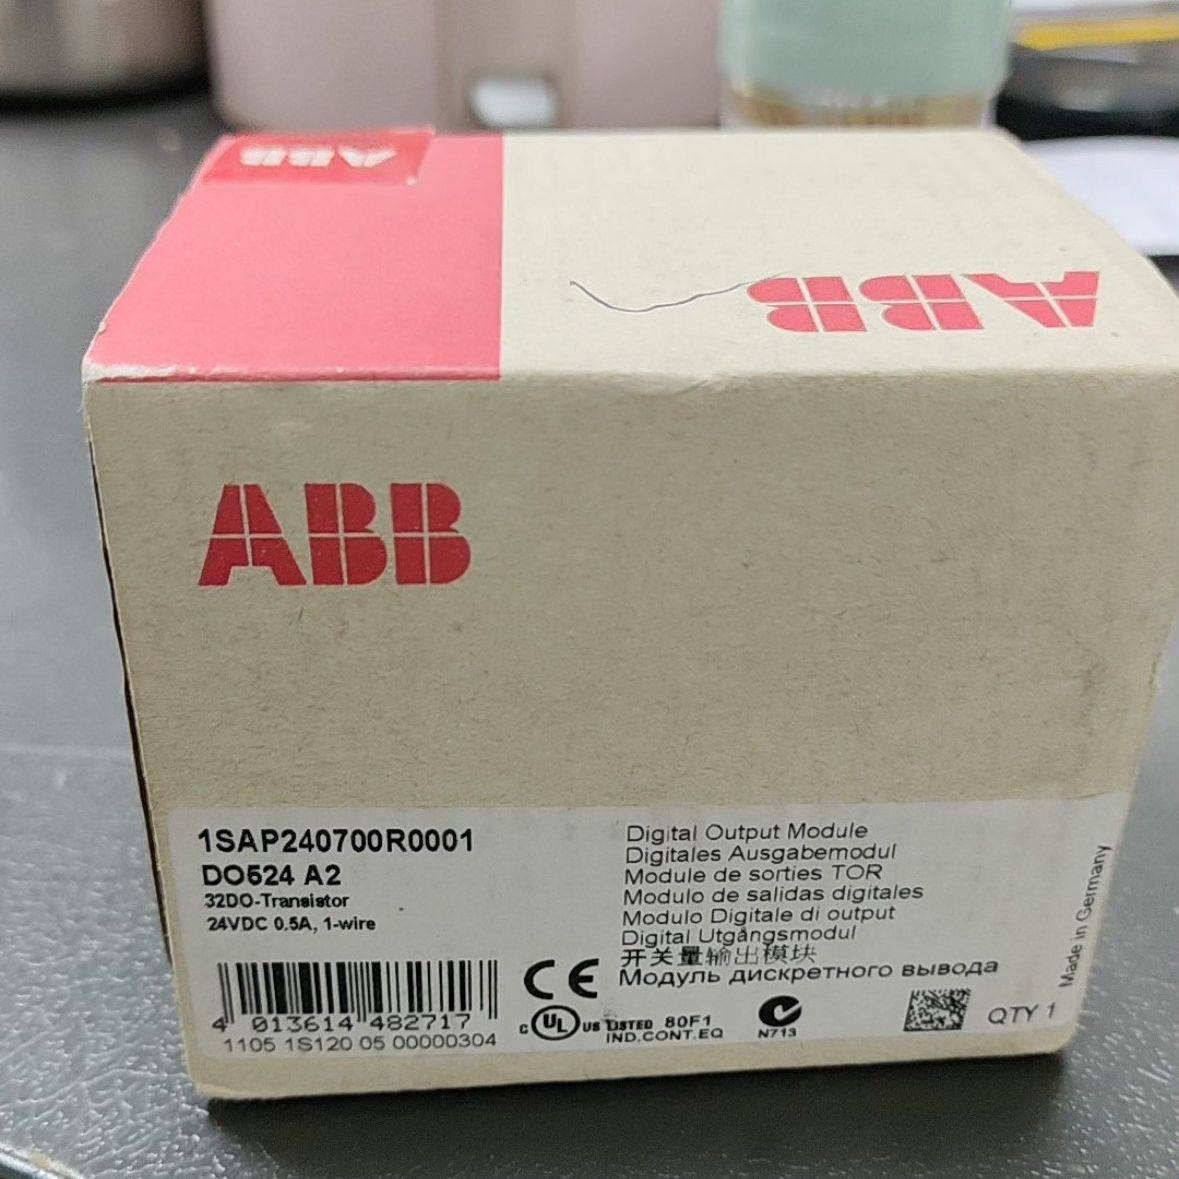 ABB
ABB
ABB
1SAP240700R0001
DO524 A2
32DO-Transistor
24VDC 0.5A, 1-wire
4 013614 482717
1105 1S120 05 00000304
Digital Output Module
Digitales Ausgabemodul
Module de sorties TOR
Modulo de salidas digitales
Modulo Digitale di output
Digital Utgångsmodul
开关量输出模块
Модуль дискретного вывода
CE
C UL US LISTED 80F1
IND.CONT.EQ
N713
QTY 1
Made in Germany